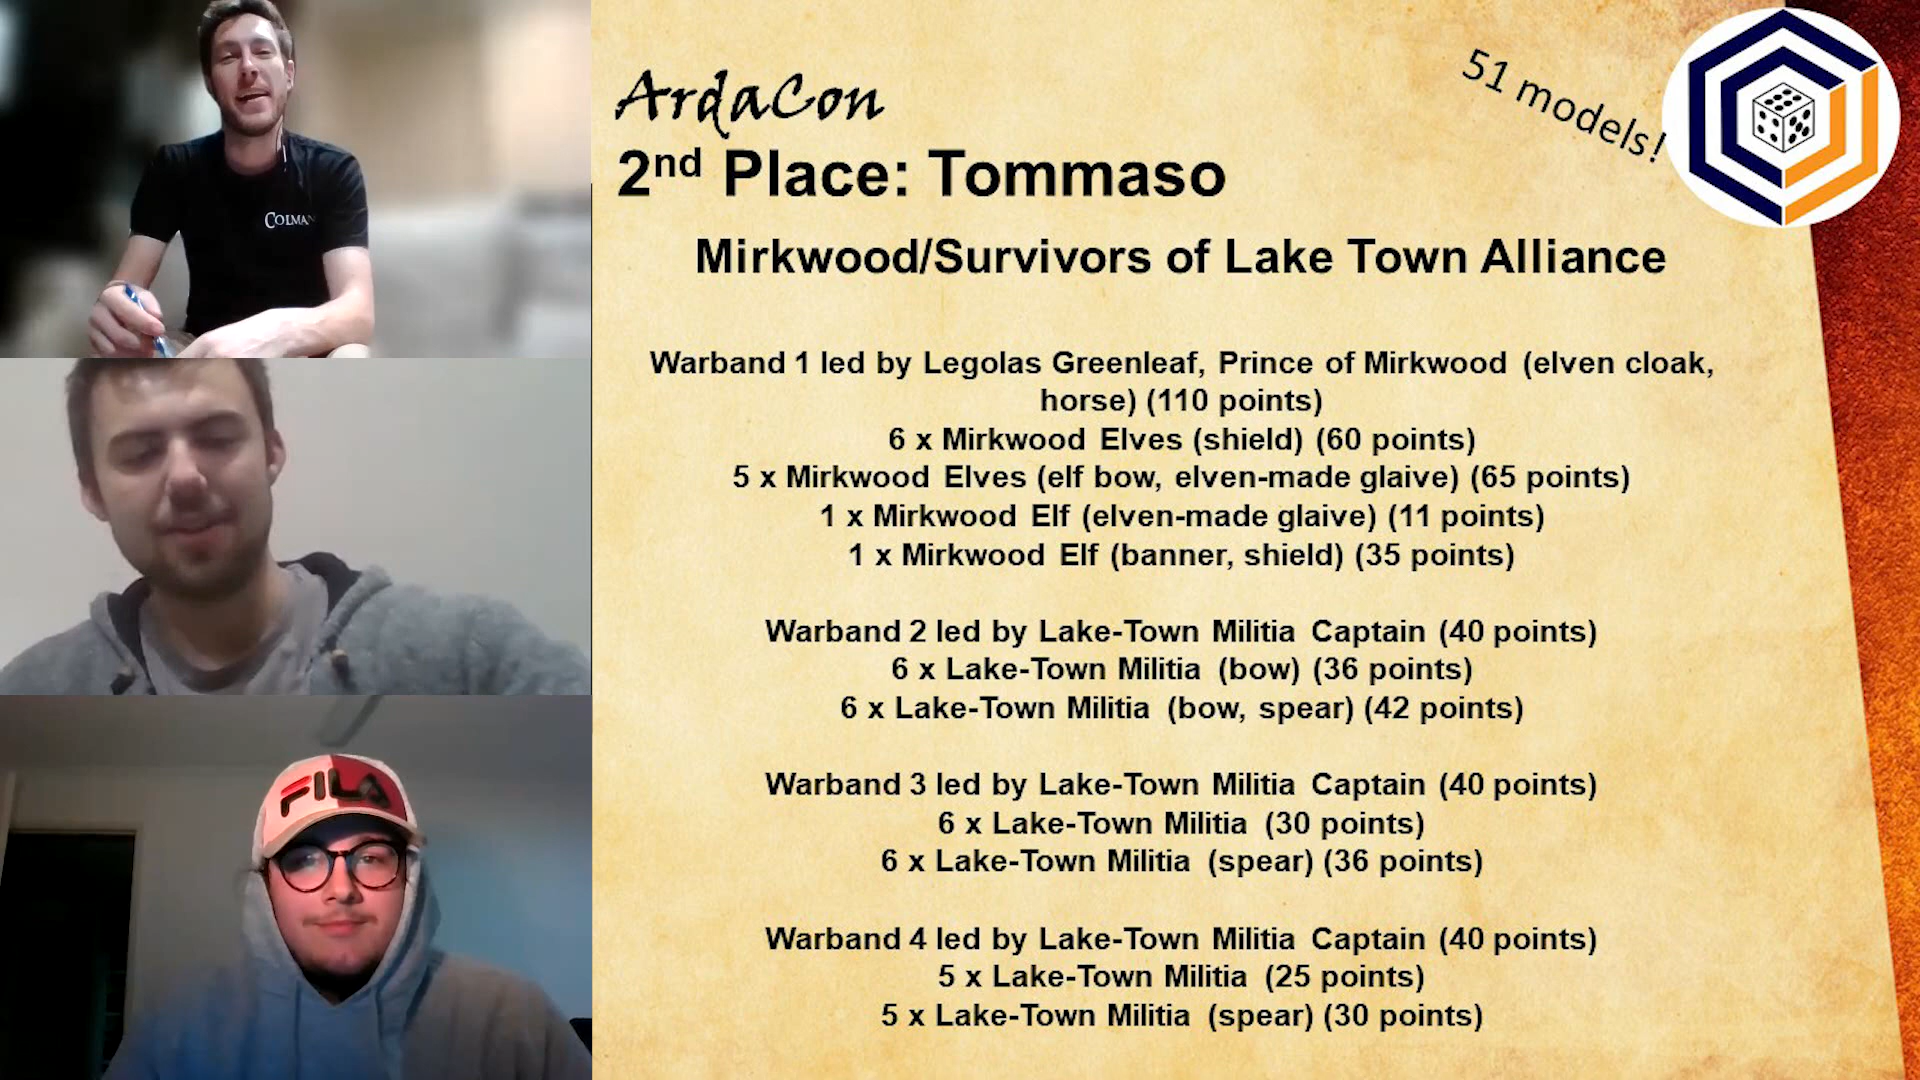 COLMAN
FILA
51 models!
ArdaCon
2nd Place: Tommaso
Mirkwood/Survivors of Lake Town Alliance
Warband 1 led by Legolas Greenleaf, Prince of Mirkwood (elven cloak,
horse) (110 points)
6 x Mirkwood Elves (shield) (60 points)
5 x Mirkwood Elves (elf bow, elven-made glaive) (65 points)
1 x Mirkwood Elf (elven-made glaive) (11 points)
1 x Mirkwood Elf (banner, shield) (35 points)
Warband 2 led by Lake-Town Militia Captain (40 points)
6 x Lake-Town Militia (bow) (36 points)
6 x Lake-Town Militia (bow, spear) (42 points)
Warband 3 led by Lake-Town Militia Captain (40 points)
6 x Lake-Town Militia (30 points)
6 x Lake-Town Militia (spear) (36 points)
Warband 4 led by Lake-Town Militia Captain (40 points)
5 x Lake-Town Militia (25 points)
5 x Lake-Town Militia (spear) (30 points)